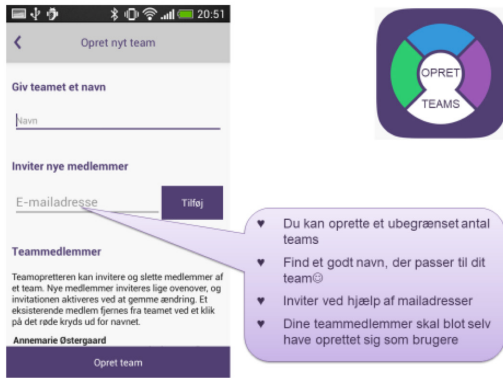 20:51
Opret nyt team
Giv teamet et navn
Navn
Inviter nye medlemmer
E-mailadresse
Tilføj
Teammedlemmer
Teamopretteren kan invitere og slette medlemmer af
et team. Nye medlemmer inviteres lige ovenover, og
invitationen aktiveres ved at gemme ændring. Et
eksisterende medlem fjernes fra teamet ved et klik
på det røde kryds ud for navnet.
Annemarie Østergaard
Opret team
OPRET
TEAMS
♥ Du kan oprette et ubegrænset antal
teams
♥ Find et godt navn, der passer til dit
team☺
♥ Inviter ved hjælp af mailadresser
♥ Dine teammedlemmer skal blot selv
have oprettet sig som brugere